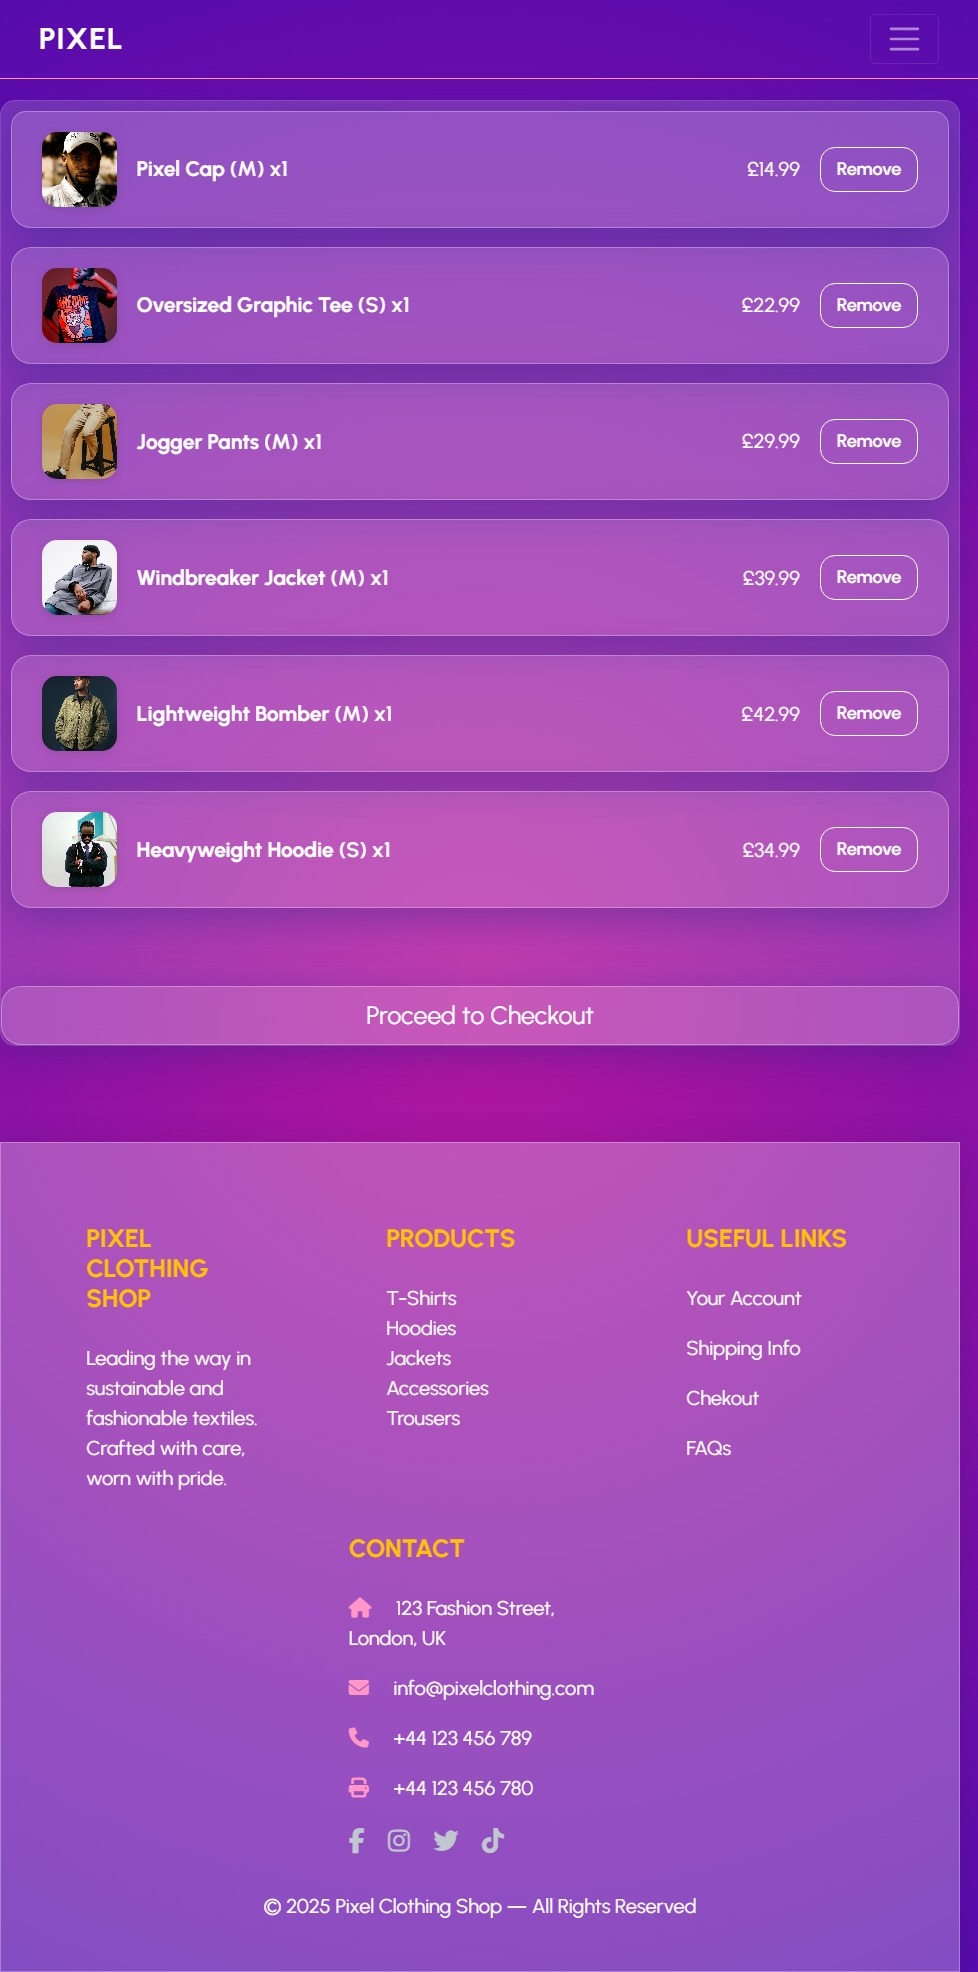 PIXEL
Pixel Cap (M) x1 £14.99 Remove
Oversized Graphic Tee (S) x1 £22.99 Remove
Jogger Pants (M) x1 £29.99 Remove
Windbreaker Jacket (M) x1 £39.99 Remove
Lightweight Bomber (M) x1 £42.99 Remove
Heavyweight Hoodie (S) x1 £34.99 Remove
Proceed to Checkout
PIXEL
CLOTHING
SHOP
Leading the way in
sustainable and
fashionable textiles.
Crafted with care,
worn with pride.
PRODUCTS
T-Shirts
Hoodies
Jackets
Accessories
Trousers
USEFUL LINKS
Your Account
Shipping Info
Chekout
FAQs
CONTACT
123 Fashion Street,
London, UK
info@pixelclothing.com
+44 123 456 789
+44 123 456 780
© 2025 Pixel Clothing Shop — All Rights Reserved